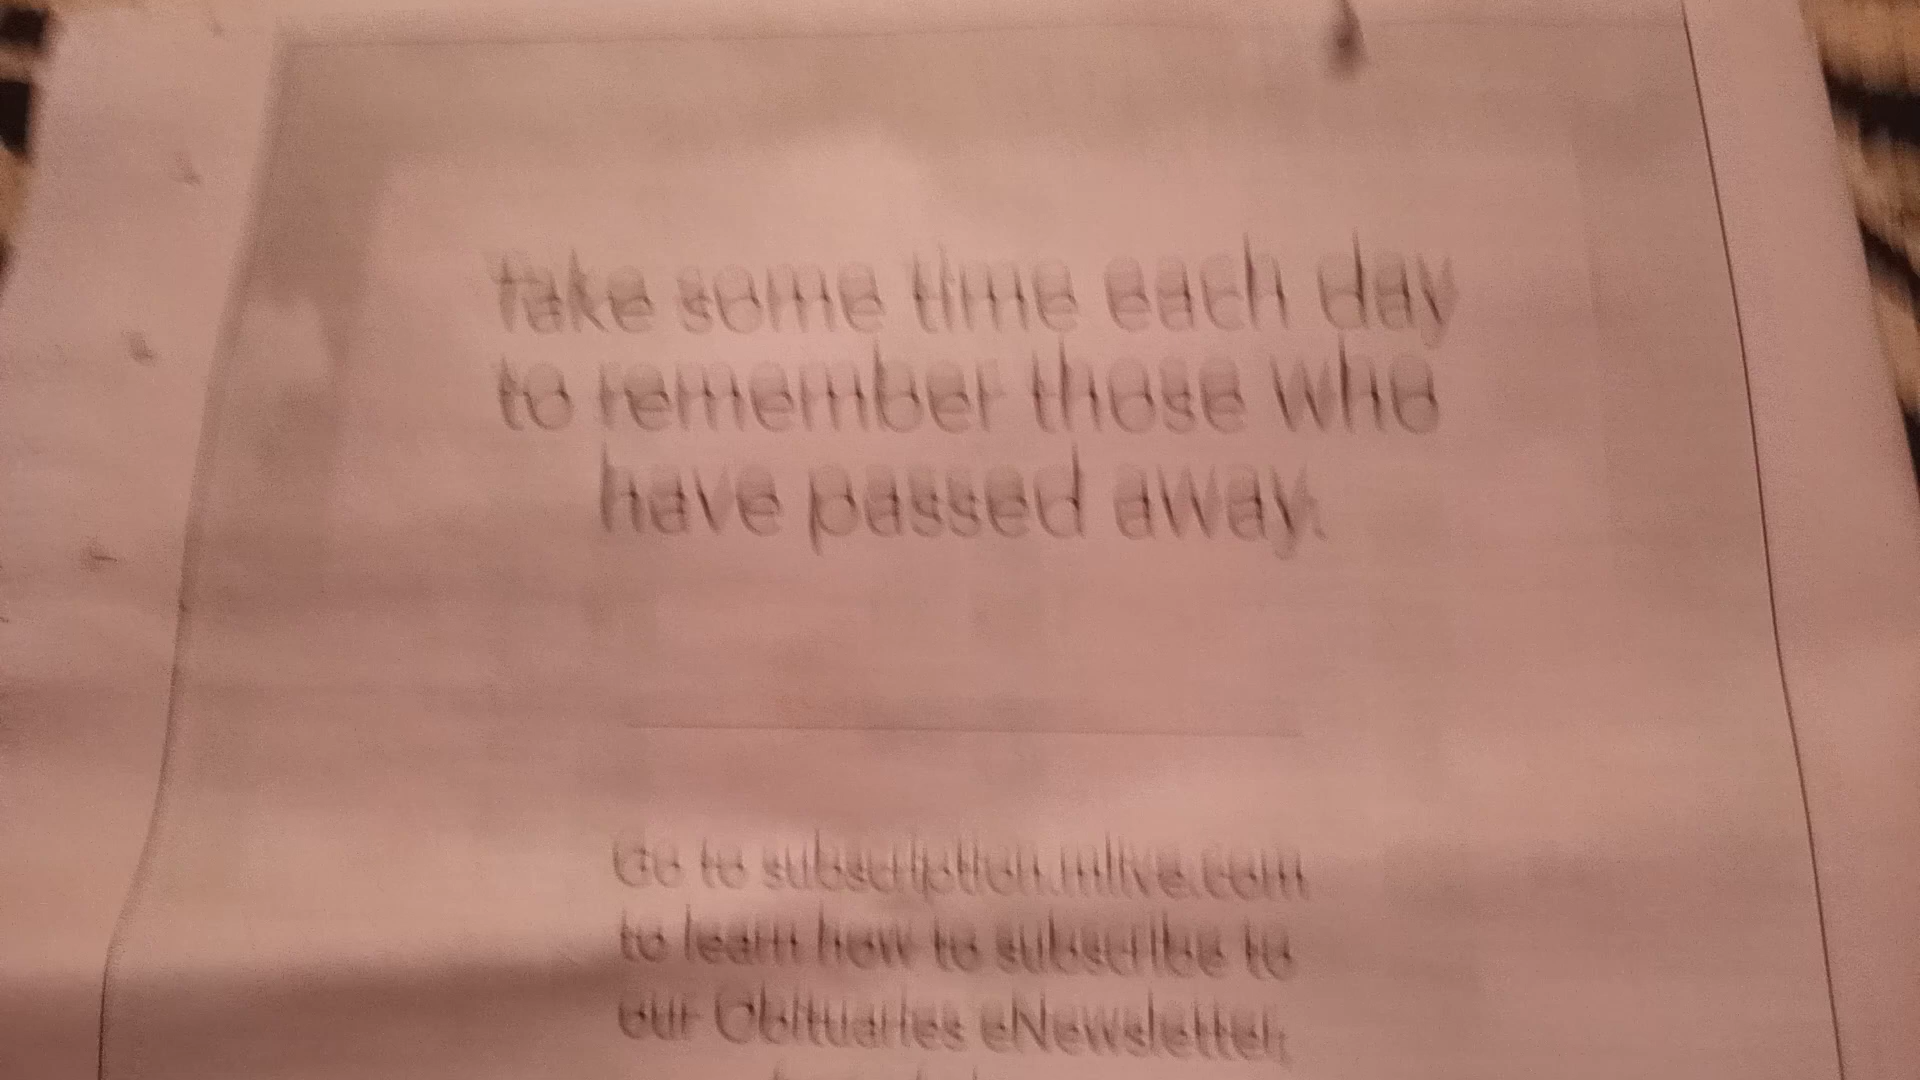 Take some time each day
to remember those who
have passed away.
Go to subscription.mlive.com
to learn how to subscribe to
our Obituaries eNewsletter,